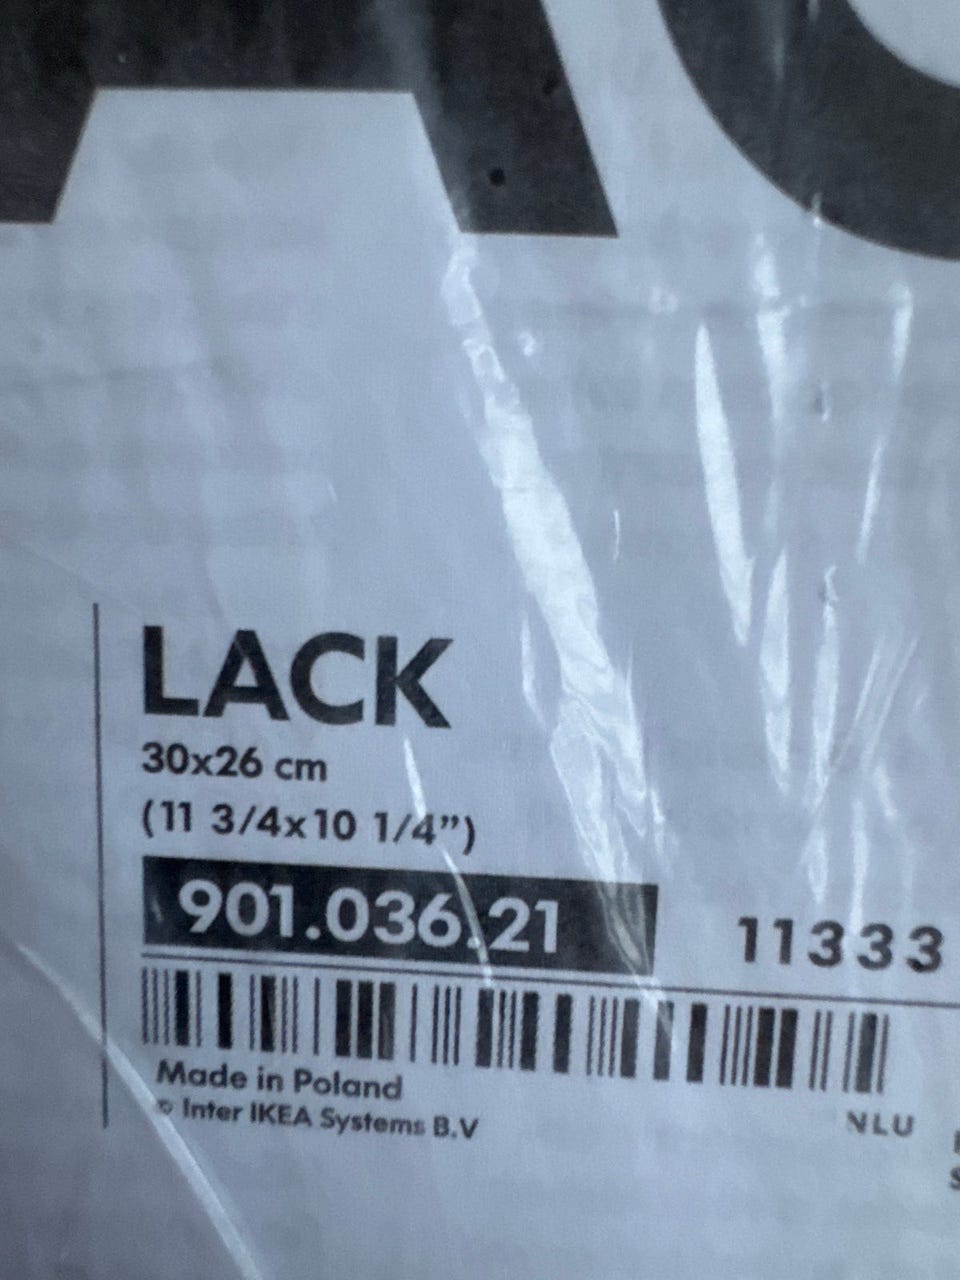 LACK
30x26 cm
(11 3/4x10 1/4”)
901.036.21 11333
Made in Poland
© Inter IKEA Systems B.V
NLU